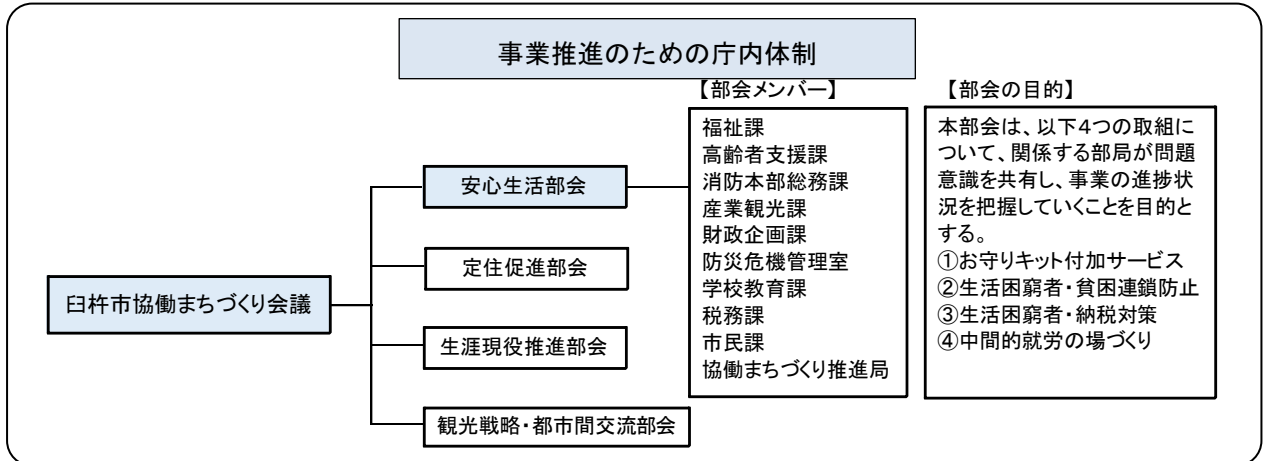 事業推進のための庁内体制
臼杵市協働まちづくり会議
安心生活部会
定住促進部会
生涯現役推進部会
観光戦略・都市間交流部会
【部会メンバー】
福祉課
高齢者支援課
消防本部総務課
産業観光課
財政企画課
防災危機管理室
学校教育課
税務課
市民課
協働まちづくり推進局
【部会の目的】
本部会は、以下4つの取組に
ついて、関係する部局が問題
意識を共有し、事業の進捗状
況を把握していくことを目的と
する。
①お守りキット付加サービス
②生活困窮者・貧困連鎖防止
③生活困窮者・納税対策
④中間的就労の場づくり